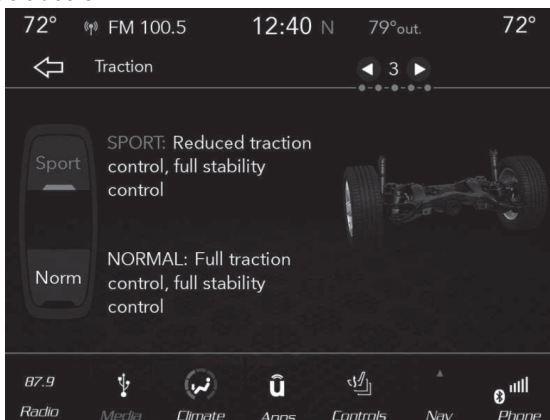 72° FM 100.5 12:40 N 79°out. 72°
Traction 3
Sport
SPORT: Reduced traction
control, full stability
control
Norm
NORMAL: Full traction
control, full stability
control
87.9 û
Radio Media Climate Apps Controls Nav Phone